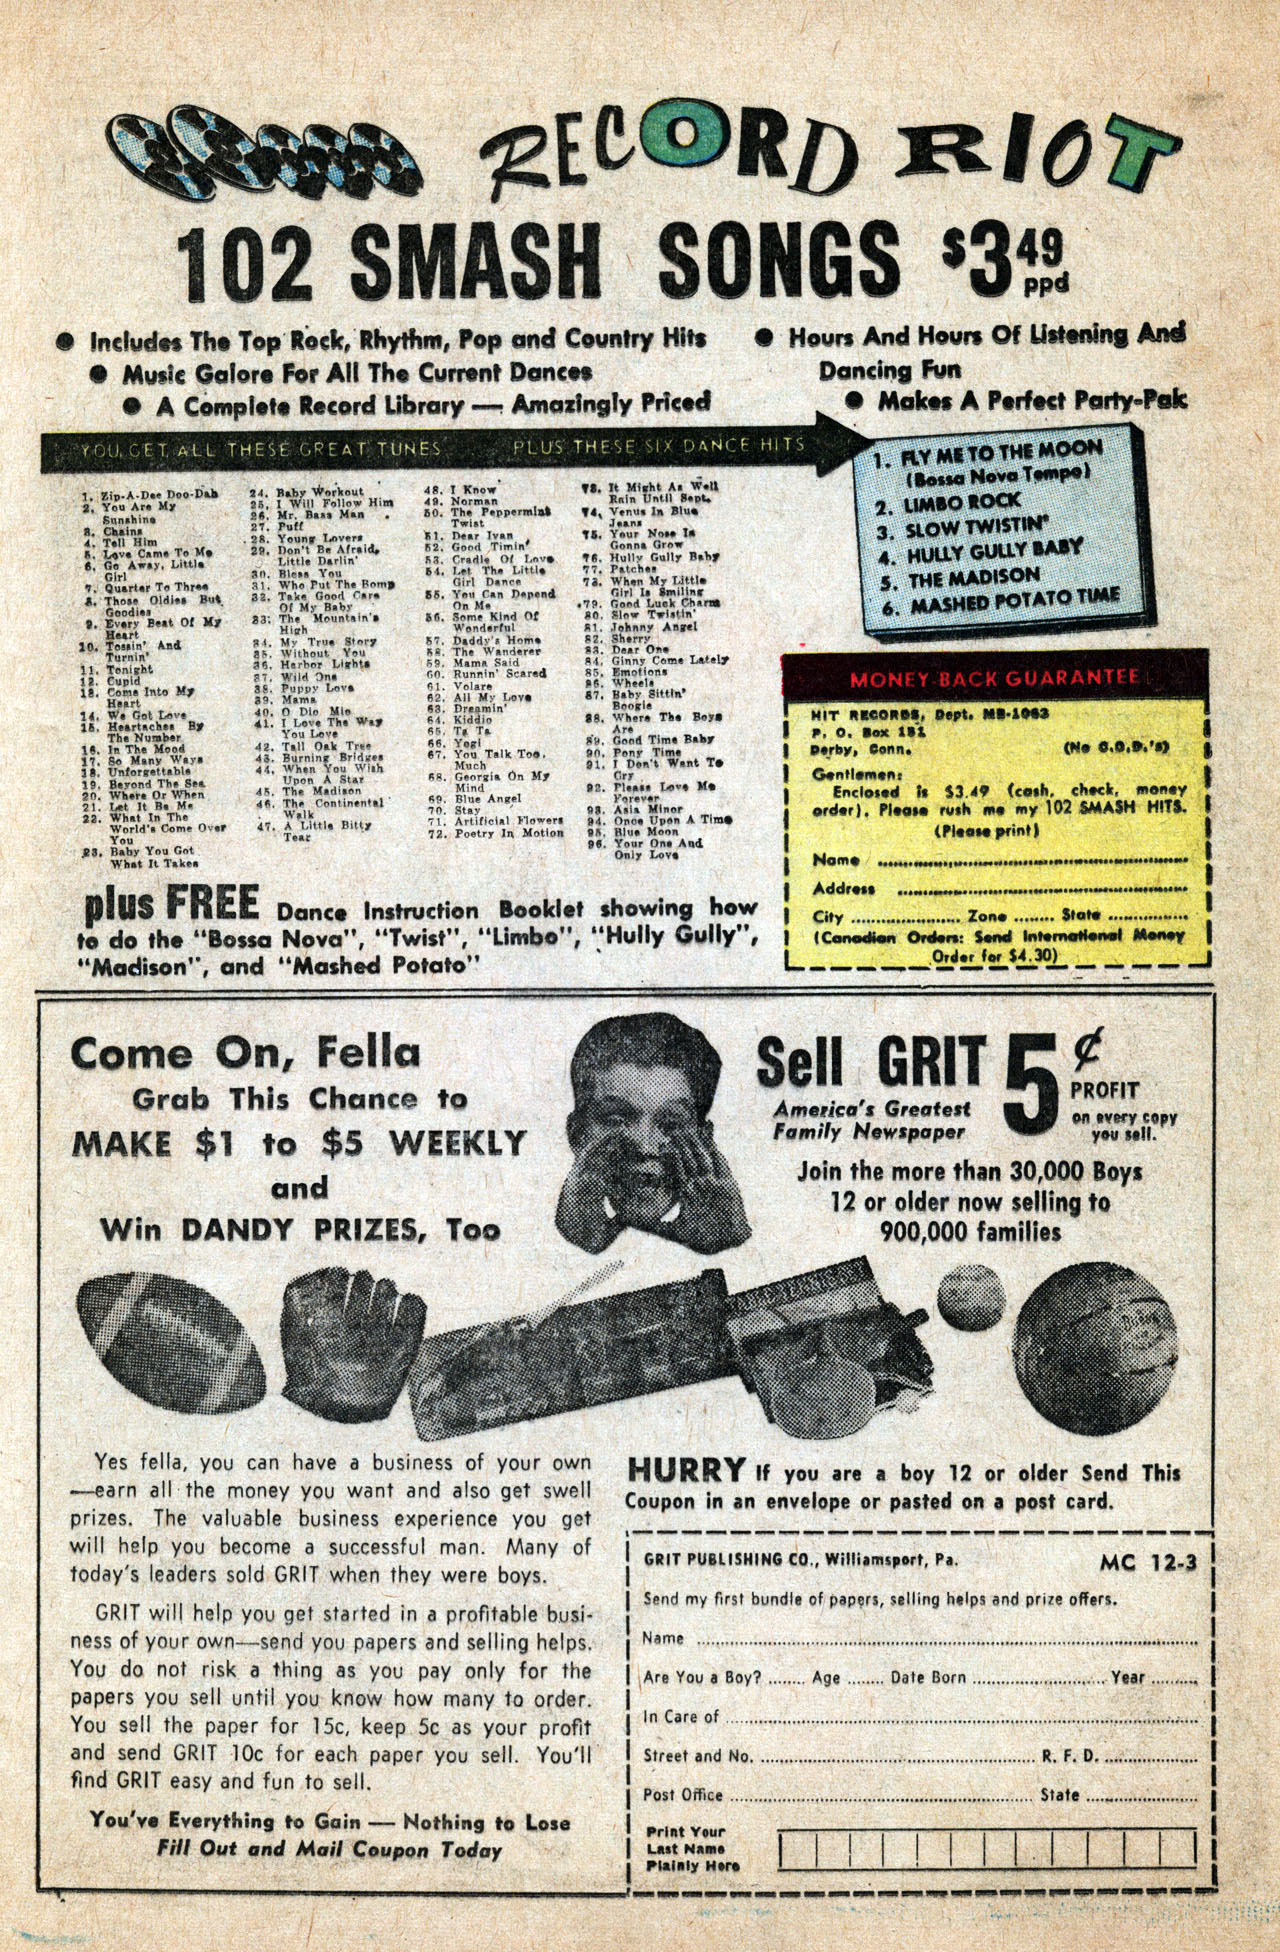 RECORD RIOT
102 SMASH SONGS $3.49 ppd
● Includes The Top Rock, Rhythm, Pop and Country Hits
● Music Galore For All The Current Dances
● A Complete Record Library — Amazingly Priced
● Hours And Hours Of Listening And
Dancing Fun
● Makes A Perfect Party-Pak
YOU GET ALL THESE GREAT TUNES PLUS THESE SIX DANCE HITS
1. FLY ME TO THE MOON
(Bossa Nova Tempo)
2. LIMBO ROCK
3. SLOW TWISTIN'
4. HULLY GULLY BABY
5. THE MADISON
6. MASHED POTATO TIME
1. Zip-A-Dee Doo-Dah
2. You Are My
Sunshine
3. Chains
4. Tell Him
5. Love Came To Me
6. Go Away, Little
Girl
7. Quarter To Three
8. Those Oldies But
Goodies
9. Every Beat Of My
Heart
10. Tossin' And
Turnin'
11. Tonight
12. Cupid
13. Come Into My
Heart
14. We Got Love
15. Heartaches By
The Number
16. In The Mood
17. So Many Ways
18. Unforgettable
19. Beyond The Sea
20. Where Or When
21. Let It Be Me
22. What In The
World's Come Over
You
23. Baby You Got
What It Takes
24. Baby Workout
25. I Will Follow Him
26. Mr. Bass Man
27. Puff
28. Young Lovers
29. Don't Be Afraid,
Little Darlin'
30. Bless You
31. Who Put The Bomp
32. Take Good Care
Of My Baby
33. The Mountain's
High
34. My True Story
35. Without You
36. Harbor Lights
37. Wild One
38. Puppy Love
39. Mama
40. O Dio Mio
41. I Love The Way
You Love
42. Tall Oak Tree
43. Burning Bridges
44. When You Wish
Upon A Star
45. The Madison
46. The Continental
Walk
47. A Little Bitty
Tear
48. I Know
49. Norman
50. The Peppermint
Twist
51. Dear Ivan
52. Good Timin'
53. Cradle Of Love
54. Let The Little
Girl Dance
55. You Can Depend
On Me
56. Some Kind Of
Wonderful
57. Daddy's Home
58. The Wanderer
59. Mama Said
60. Runnin' Scared
61. Volare
62. All My Love
63. Dreamin'
64. Kiddio
65. Ta Ta
66. Yogi
67. You Talk Too
Much
68. Georgia On My
Mind
69. Blue Angel
70. Stay
71. Artificial Flowers
72. Poetry In Motion
73. It Might As Well
Rain Until Sept.
74. Venus In Blue
Jeans
75. Your Nose Is
Gonna Grow
76. Hully Gully Baby
77. Patches
78. When My Little
Girl Is Smiling
79. Good Luck Charm
80. Slow Twistin'
81. Johnny Angel
82. Sherry
83. Dear One
84. Ginny Come Lately
85. Emotions
86. Wheels
87. Baby Sittin'
Boogie
88. Where The Boys
Are
89. Good Time Baby
90. Pony Time
91. I Don't Want To
Cry
92. Please Love Me
Forever
93. Asia Minor
94. Once Upon A Time
95. Blue Moon
96. Your One And
Only Love
plus FREE Dance Instruction Booklet showing how
to do the "Bossa Nova", "Twist", "Limbo", "Hully Gully",
"Madison", and "Mashed Potato"
MONEY BACK GUARANTEE
HIT RECORDS, Dept. MB-1063
P. O. Box 151
Derby, Conn. (No C.O.D.'s)
Gentlemen:
Enclosed is $3.49 (cash, check, money
order). Please rush me my 102 SMASH HITS.
(Please print)
Name
Address
City Zone State
(Canadian Orders: Send International Money
Order for $4.30)
Come On, Fella
Grab This Chance to
MAKE $1 to $5 WEEKLY
and
Win DANDY PRIZES, Too
Sell GRIT 5¢
America's Greatest
Family Newspaper
PROFIT
on every copy
you sell.
Join the more than 30,000 Boys
12 or older now selling to
900,000 families
Yes fella, you can have a business of your own
—earn all the money you want and also get swell
prizes. The valuable business experience you get
will help you become a successful man. Many of
today's leaders sold GRIT when they were boys.
GRIT will help you get started in a profitable busi-
ness of your own—send you papers and selling helps.
You do not risk a thing as you pay only for the
papers you sell until you know how many to order.
You sell the paper for 15c, keep 5c as your profit
and send GRIT 10c for each paper you sell. You'll
find GRIT easy and fun to sell.
You've Everything to Gain — Nothing to Lose
Fill Out and Mail Coupon Today
HURRY If you are a boy 12 or older Send This
Coupon in an envelope or pasted on a post card.
GRIT PUBLISHING CO., Williamsport, Pa. MC 12-3
Send my first bundle of papers, selling helps and prize offers.
Name
Are You a Boy? Age Date Born Year
In Care of
Street and No. R. F. D.
Post Office State
Print Your
Last Name
Plainly Here